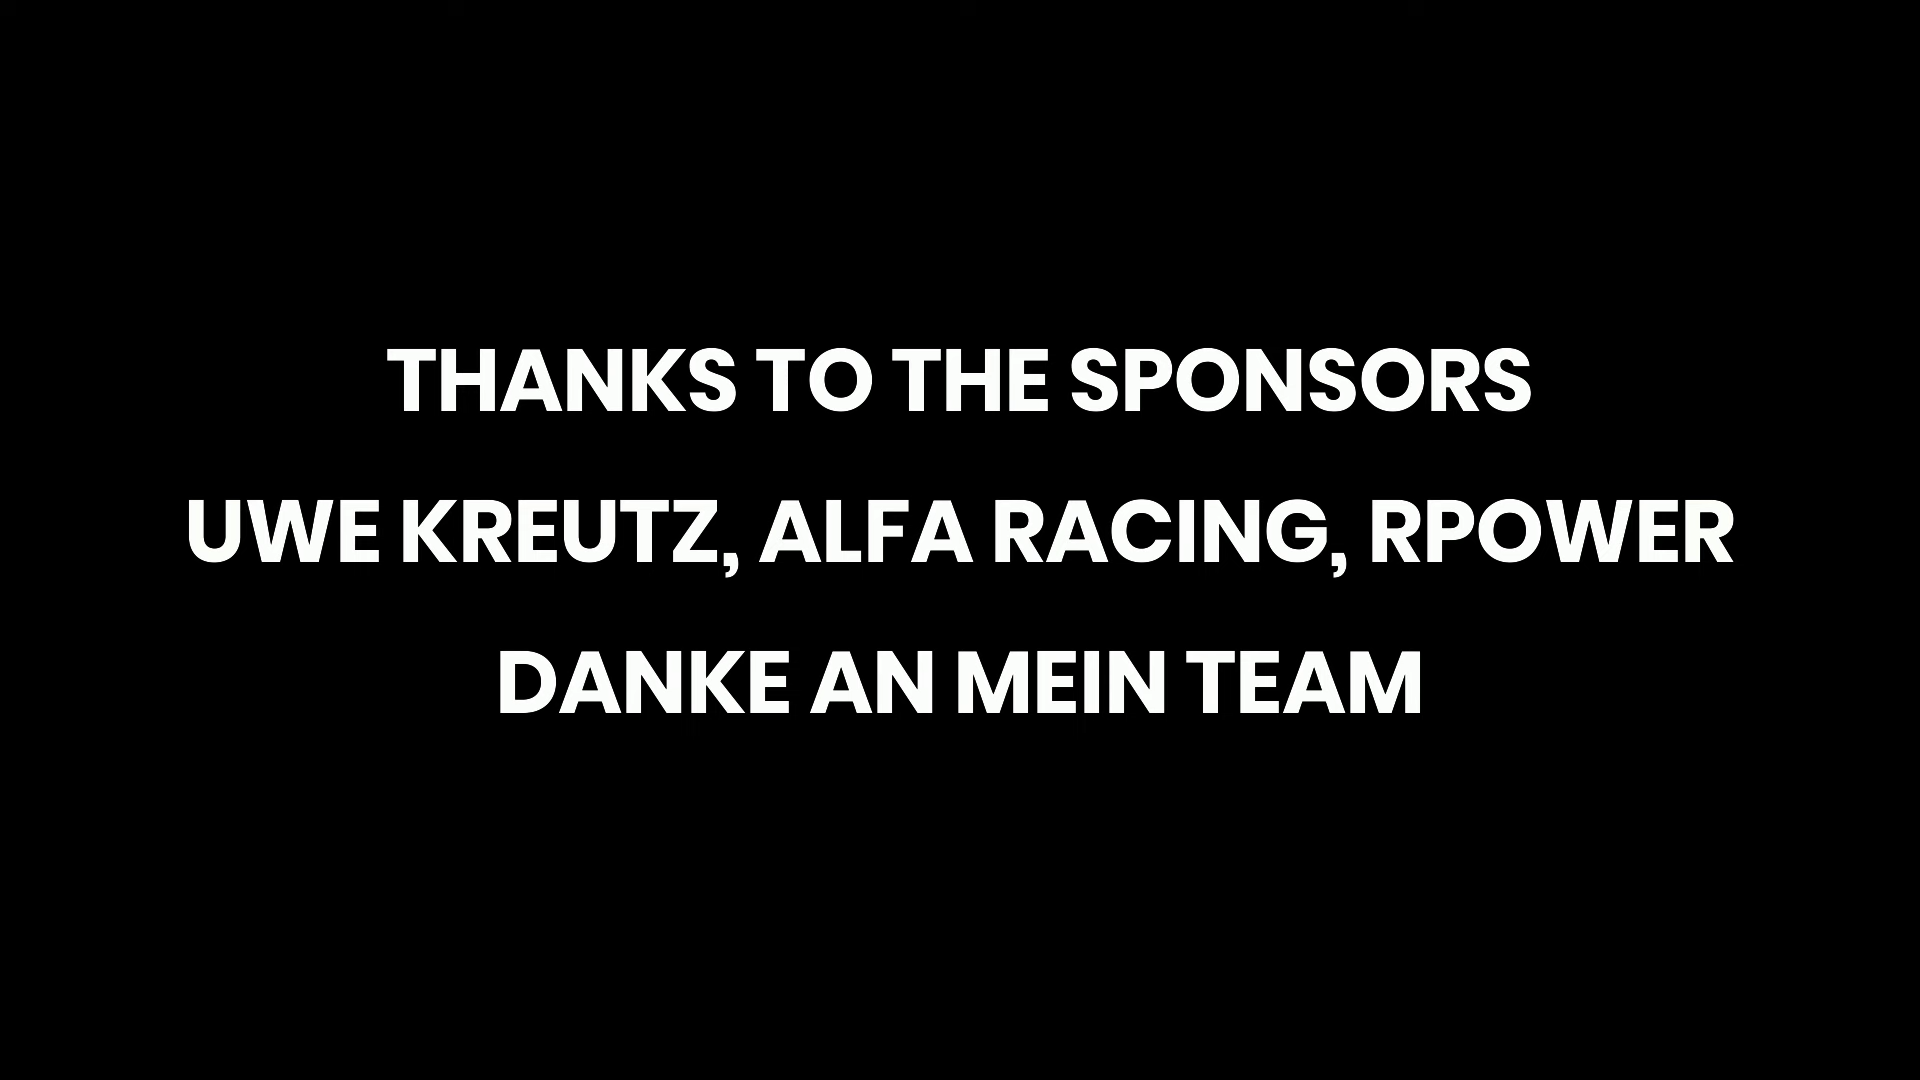 THANKS TO THE SPONSORS
UWE KREUTZ, ALFA RACING, RPOWER
DANKE AN MEIN TEAM